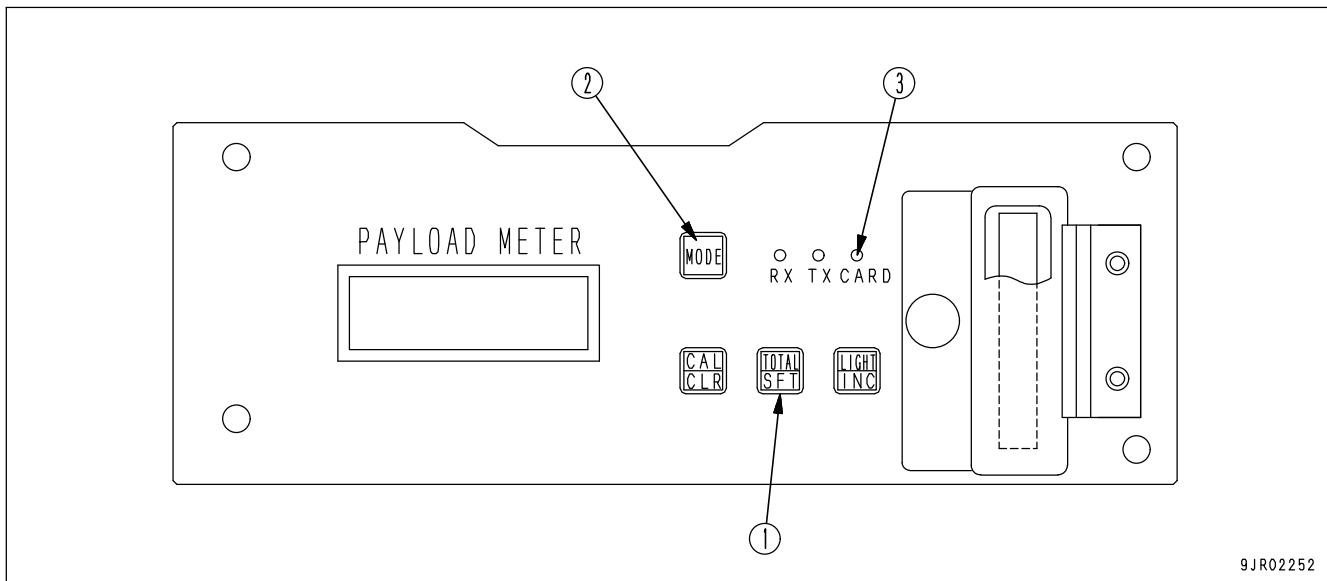 2
3
PAYLOAD METER
MODE
RX TX CARD
CAL
CLR
TOTAL
SFT
LIGHT
INC
1
9JR02252